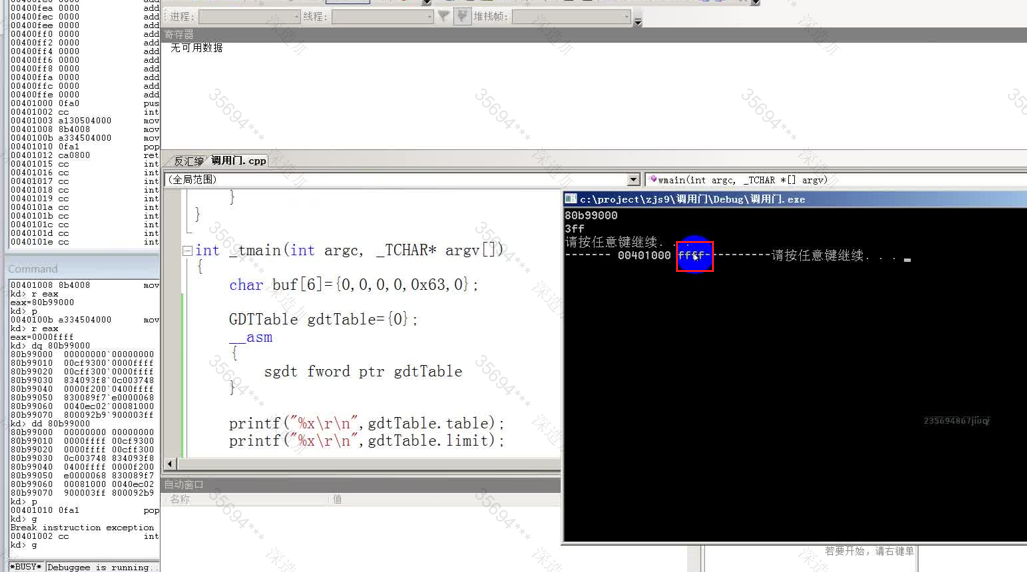 进程: 线程: 堆栈帧:
寄存器
无可用数据
00400fea 0000 add
00400fec 0000 add
00400fee 0000 add
00400ff0 0000 add
00400ff2 0000 add
00400ff4 0000 add
00400ff6 0000 add
00400ff8 0000 add
00400ffa 0000 add
00400ffc 0000 add
00400ffe 0000 add
00401000 0fa0 pus
00401002 cc int
00401003 a130504000 mov
00401008 8b4008 mov
0040100b a334504000 mov
00401010 0fa1 pop
00401012 ca0800 ret
00401015 cc int
00401016 cc int
00401017 cc int
00401018 cc int
00401019 cc int
0040101a cc int
0040101b cc int
0040101c cc int
0040101d cc int
0040101e cc int
Command
00401008 8b4008 mov
kd> r eax
eax=80b99000
kd> p
0040100b a334504000 mov
kd> r eax
eax=0000ffff
kd> dq 80b99000
80b99000 00000000`00000000
80b99010 00cf9300`0000ffff
80b99020 00cff300`0000ffff
80b99030 834093f8`0c003748
80b99040 0000f200`0400ffff
80b99050 830089f7`e0000068
80b99060 0040ec02`00081000
80b99070 800092b9`900003ff
kd> dd 80b99000
80b99000 00000000 00000000
80b99010 0000ffff 00cf9300
80b99020 0000ffff 00cff300
80b99030 0c003748 834093f8
80b99040 0400ffff 0000f200
80b99050 e0000068 830089f7
80b99060 00081000 0040ec02
80b99070 900003ff 800092b9
kd> p
00401010 0fa1 pop
kd> g
Break instruction exception
00401002 cc int
kd> g
*BUSY* Debuggee is running.
反汇编 调用门.cpp
(全局范围) wmain(int argc, _TCHAR *[] argv)
}
}
int _tmain(int argc, _TCHAR* argv[])
{
char buf[6]={0,0,0,0,0x63,0};
GDTTable gdtTable={0};
__asm
{
sgdt fword ptr gdtTable
}
printf("%x\r\n",gdtTable.table);
printf("%x\r\n",gdtTable.limit);
自动窗口
名称 值
c:\project\zjs9\调用门\Debug\调用门.exe
80b99000
3ff
请按任意键继续. . .
------- 00401000 ffff----------请按任意键继续. . .
235694867jiuqi
若要开始，请右键单